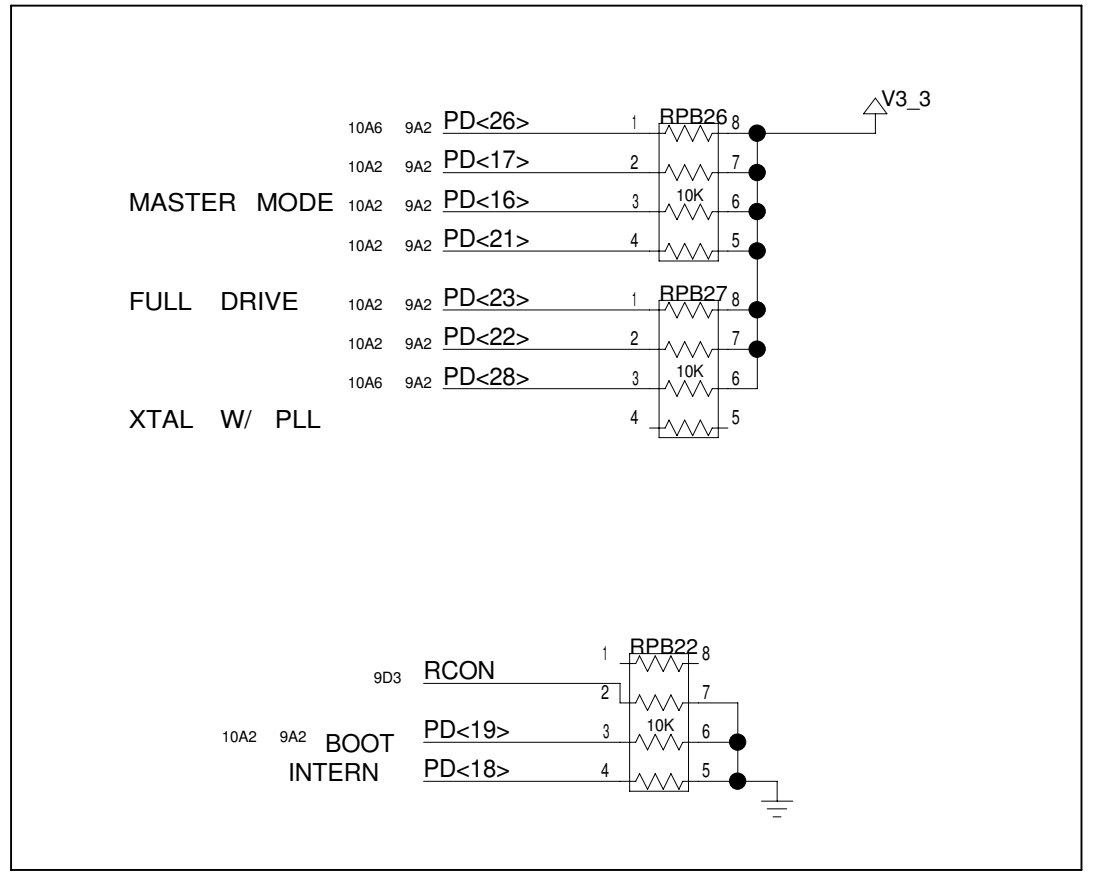 V3_3
10A6 9A2 PD<26> 1 RPB26 8
10A2 9A2 PD<17> 2 7
MASTER MODE 10A2 9A2 PD<16> 3 10K 6
10A2 9A2 PD<21> 4 5
FULL DRIVE 10A2 9A2 PD<23> 1 RPB27 8
10A2 9A2 PD<22> 2 7
10A6 9A2 PD<28> 3 10K 6
XTAL W/ PLL 4 5
1 RPB22 8
9D3 RCON 2 7
10A2 9A2 BOOT PD<19> 3 10K 6
INTERN PD<18> 4 5